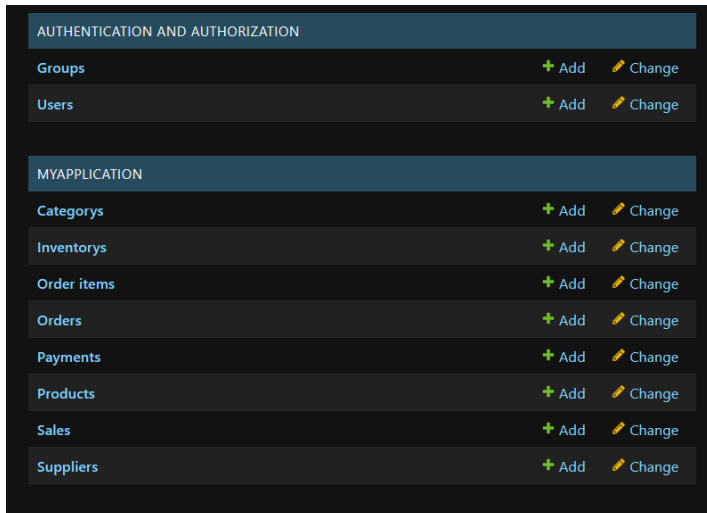 AUTHENTICATION AND AUTHORIZATION
Groups Add Change
Users Add Change
MYAPPLICATION
Categorys Add Change
Inventorys Add Change
Order items Add Change
Orders Add Change
Payments Add Change
Products Add Change
Sales Add Change
Suppliers Add Change